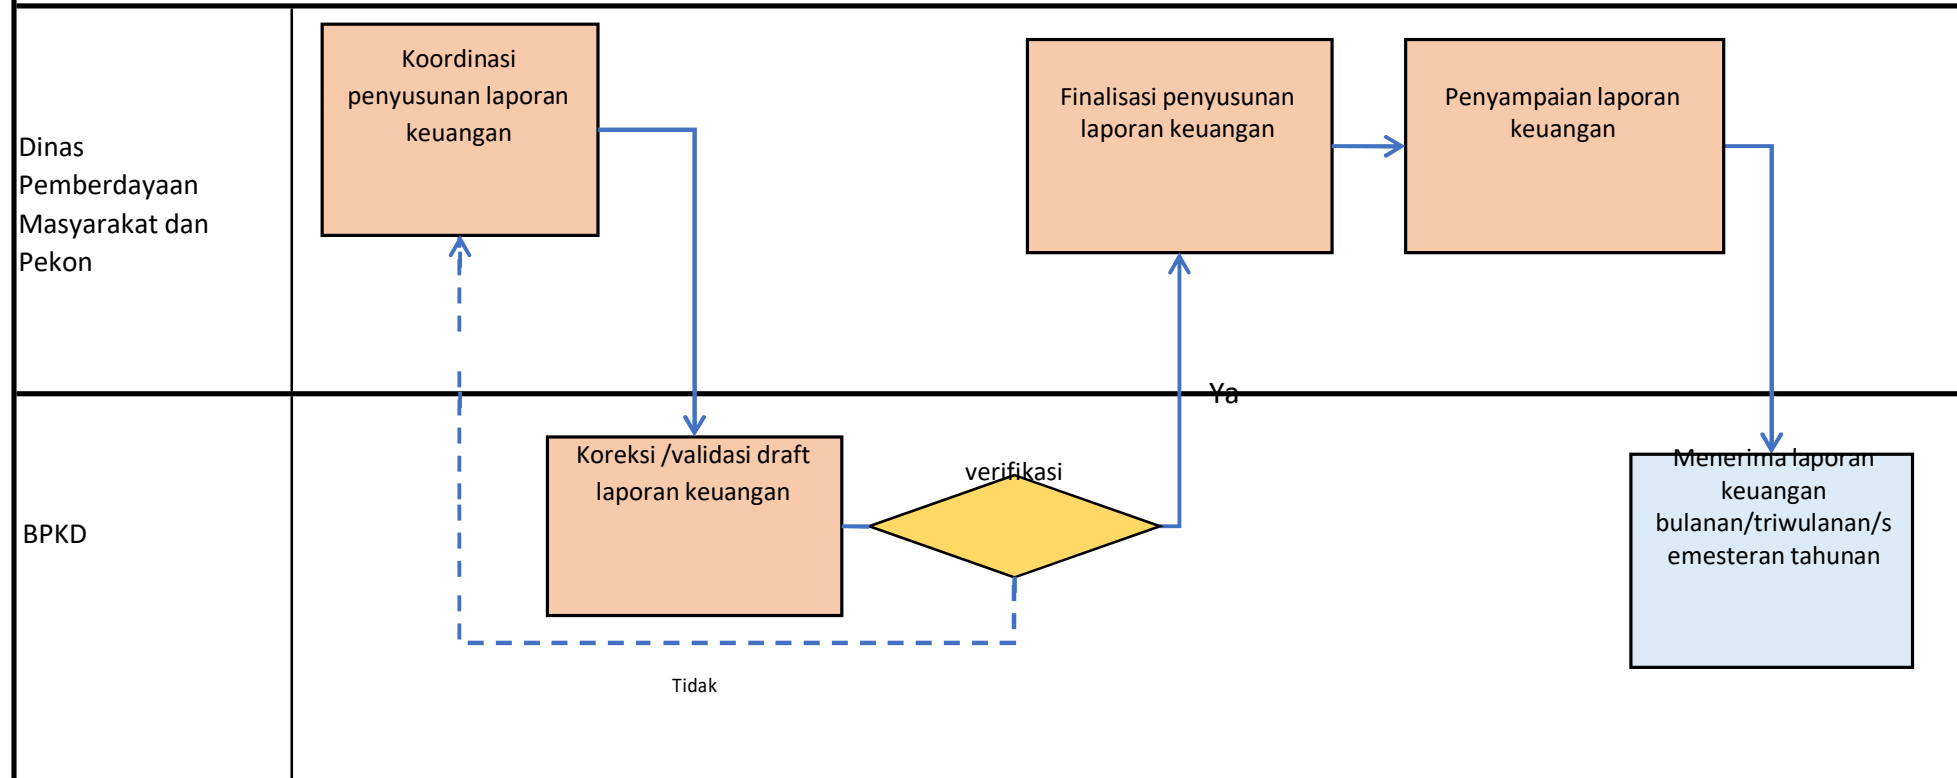 Dinas
Pemberdayaan
Masyarakat dan
Pekon
Koordinasi
penyusunan laporan
keuangan
Finalisasi penyusunan
laporan keuangan
Penyampaian laporan
keuangan
Ya
BPKD
Koreksi /validasi draft
laporan keuangan
verifikasi
Menerima laporan
keuangan
bulanan/triwulanan/s
emesteran tahunan
Tidak